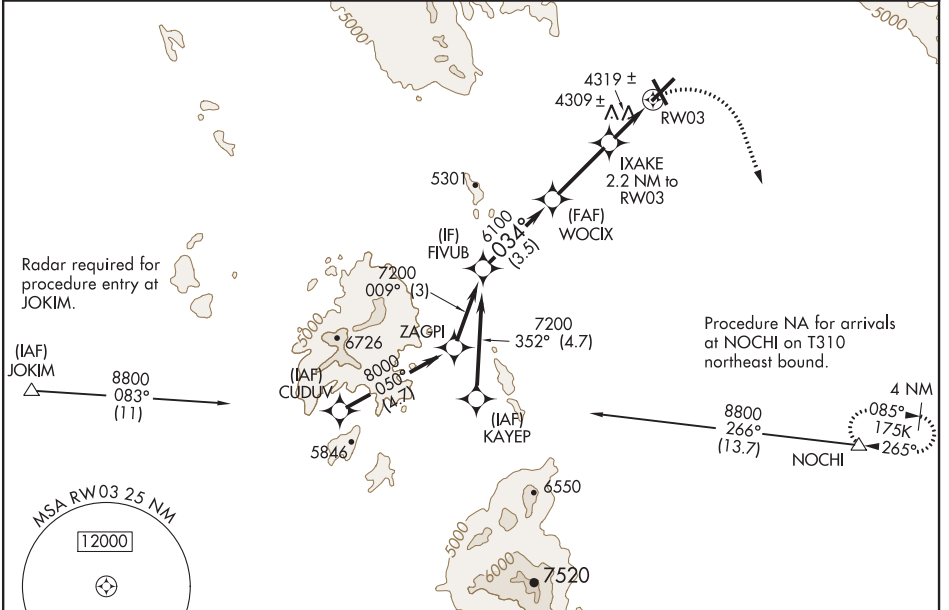 5000
5000
4319 ±
4309 ±
RW03
IXAKE
2.2 NM to
RW03
5301
(FAF)
WOCIX
6100
034°
(3.5)
(IF)
FIVUB
Radar required for
procedure entry at
JOKIM.
7200
009° (3)
5000
6726
ZAGPI
7200
352° (4.7)
Procedure NA for arrivals
at NOCHI on T310
northeast bound.
(IAF)
JOKIM
8800
083°
(11)
(IAF)
CUDUV
8000
050°
(4.7)
(IAF)
KAYEP
8800
266°
(13.7)
NOCHI
4 NM
085°
175K
265°
5846
MSA RW03 25 NM
12000
6550
5000
6000
7520